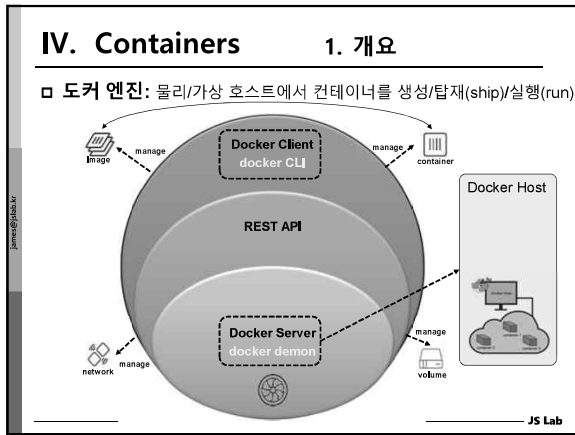 IV. Containers 1. 개요
도커 엔진: 물리/가상 호스트에서 컨테이너를 생성/탑재(ship)/실행(run)
Docker Client
docker CLI
manage
manage
Image
container
Docker Host
REST API
james@jslab.kr
Docker Server
docker demon
manage
manage
network
volume
JS Lab